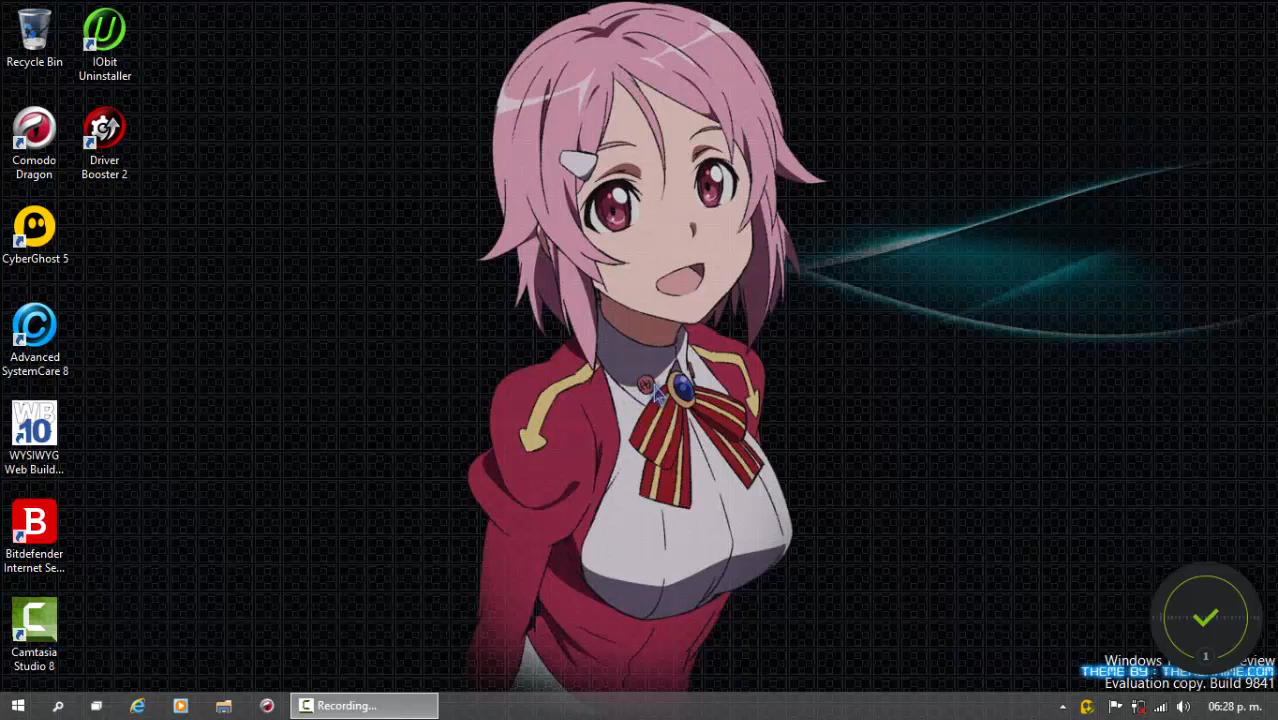 Recycle Bin
IObit
Uninstaller
Comodo
Dragon
Driver
Booster 2
CyberGhost 5
Advanced
SystemCare 8
WB
10
WYSIWYG
Web Build...
B
Bitdefender
Internet Se...
Camtasia
Studio 8
1
Windows
THEME BY :
Evaluation copy. Build 9841
Recording...
06:28 p. m.